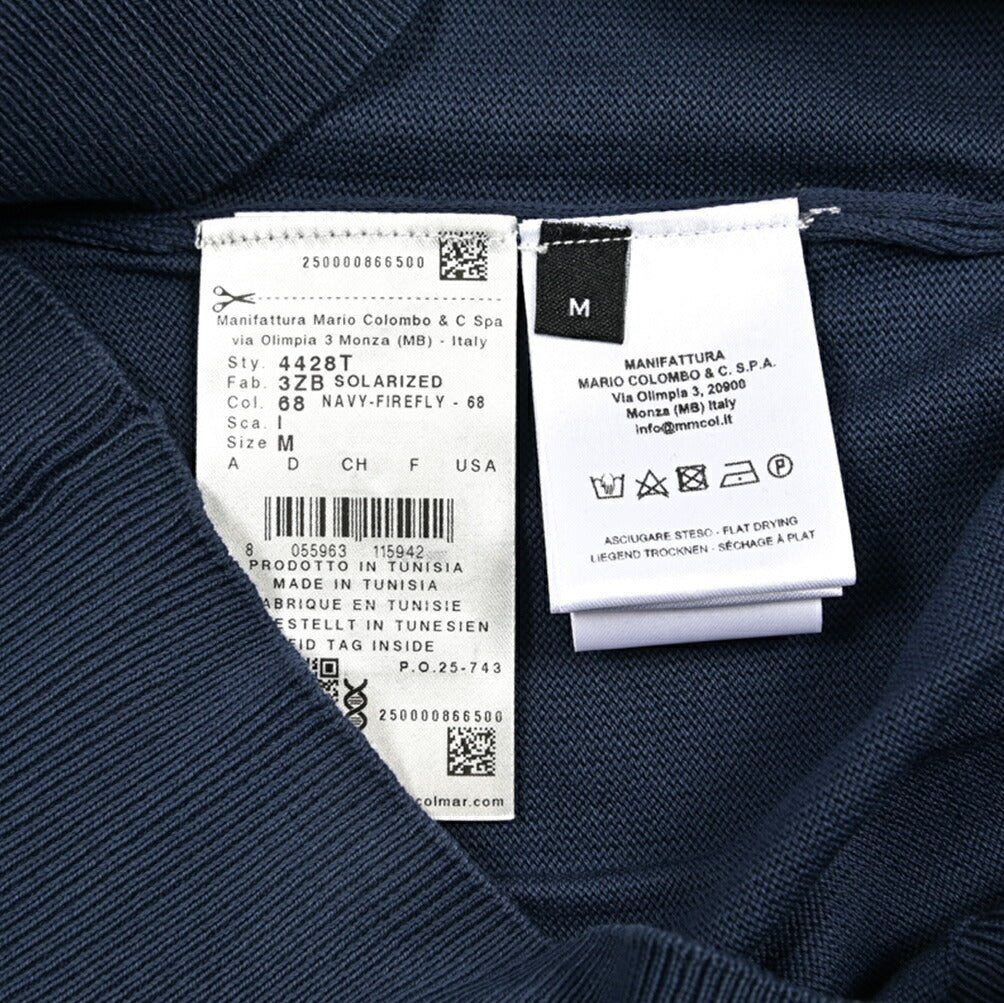 250000866500
Manifattura Mario Colombo & C Spa
via Olimpia 3 Monza (MB) - Italy
Sty. 4428T
Fab. 3ZB SOLARIZED
Col. 68 NAVY-FIREFLY - 68
Sca. I
Size M
A D CH F USA
8 055963 115942
PRODOTTO IN TUNISIA
MADE IN TUNISIA
ABRIQUE EN TUNISIE
ESTELLT IN TUNESIEN
FID TAG INSIDE
P.O.25-743
250000866500
colmar.com
M
MANIFATTURA
MARIO COLOMBO & C. S.P.A.
Via Olimpia 3, 20900
Monza (MB) Italy
info@mmcol.it
P
ASCIUGARE STESO - FLAT DRYING
LIEGEND TROCKNEN - SÉCHAGE À PLAT